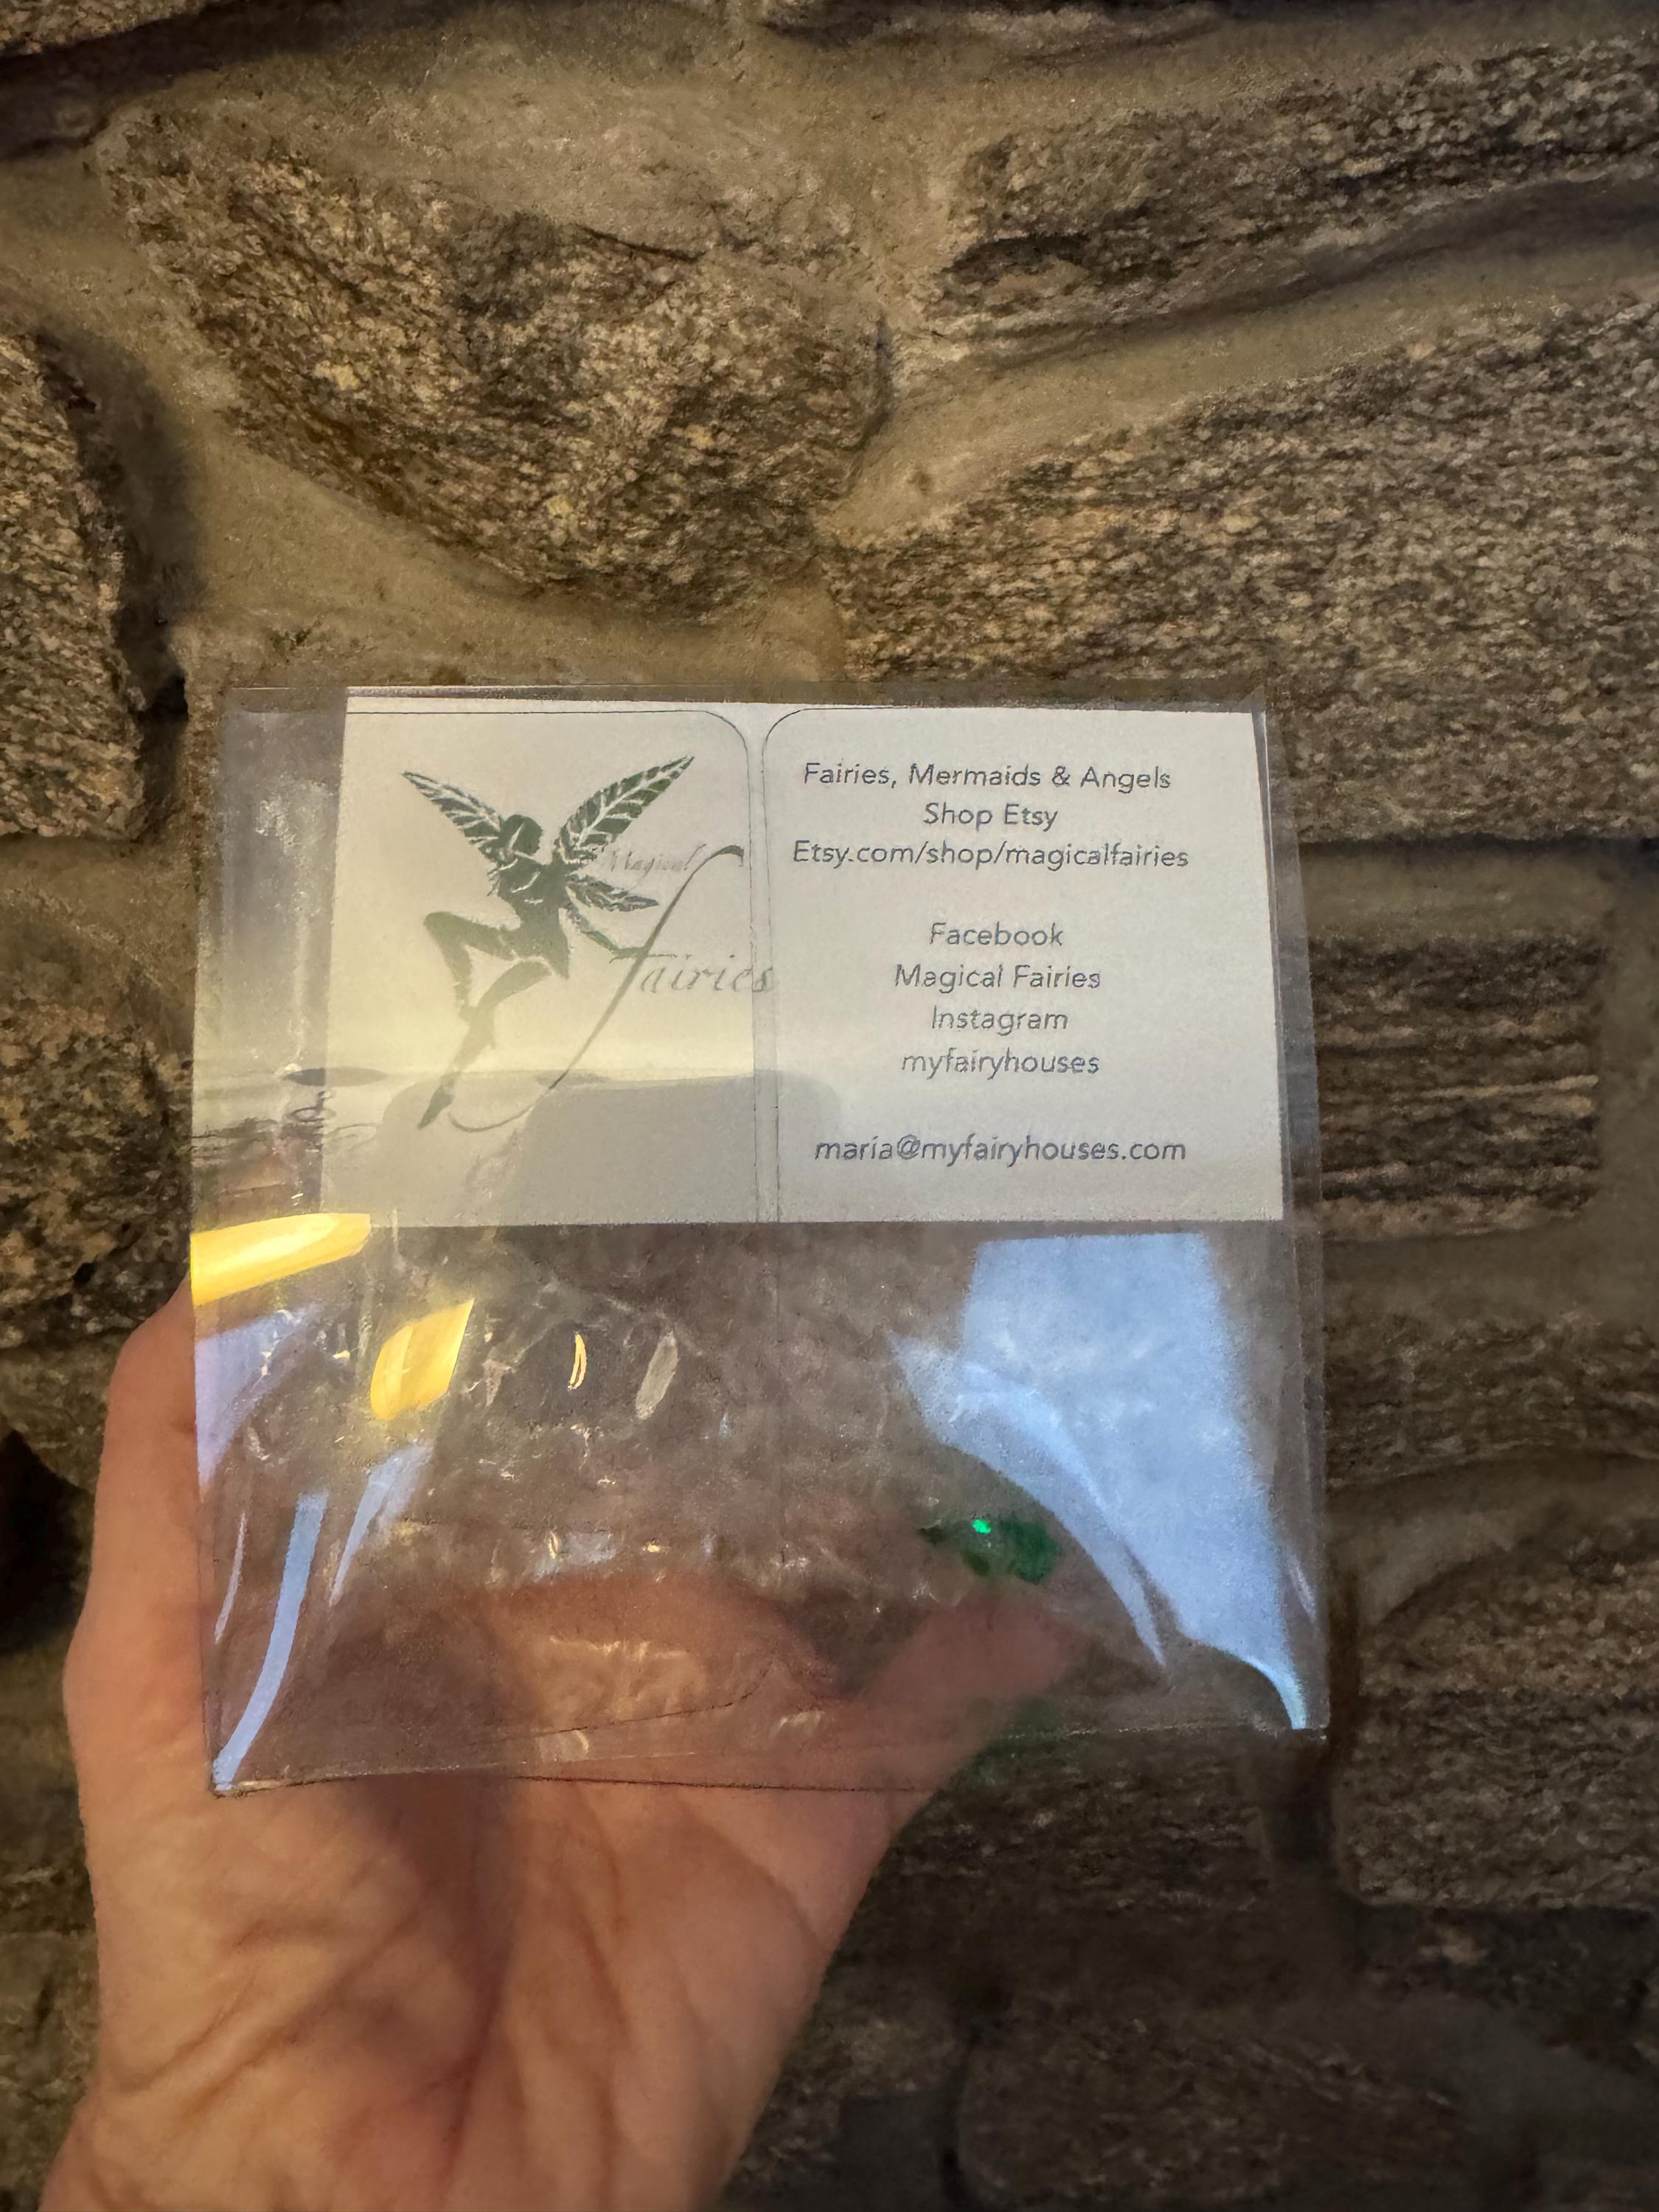 Magical
Fairies
Fairies, Mermaids & Angels
Shop Etsy
Etsy.com/shop/magicalfairies
Facebook
Magical Fairies
Instagram
myfairyhouses
maria@myfairyhouses.com